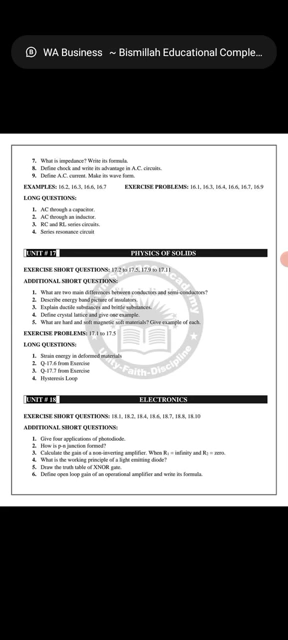 WA Business ~ Bismillah Educational Comple...
7. What is impedance? Write its formula.
8. Define chock and write its advantage in A.C. circuits.
9. Define A.C. current. Make its wave form.
EXAMPLES: 16.2, 16.3, 16.6, 16.7 EXERCISE PROBLEMS: 16.1, 16.3, 16.4, 16.6, 16.7, 16.9
LONG QUESTIONS:
1. AC through a capacitor.
2. AC through an inductor.
3. RC and RL series circuits.
4. Series resonance circuit
UNIT # 17 PHYSICS OF SOLIDS
EXERCISE SHORT QUESTIONS: 17.2 to 17.5, 17.9 to 17.11
ADDITIONAL SHORT QUESTIONS:
1. What are two main differences between conductors and semi-conductors?
2. Describe energy band picture of insulators.
3. Explain ductile substances and brittle substances.
4. Define crystal lattice and give one example.
5. What are hard and soft magnetic soft materials? Give example of each.
EXERCISE PROBLEMS: 17.1 to 17.5
LONG QUESTIONS:
1. Strain energy in deformed materials
2. Q-17.6 from Exercise
3. Q-17.7 from Exercise
4. Hysteresis Loop
Unity-Faith-Discipline
UNIT # 18 ELECTRONICS
EXERCISE SHORT QUESTIONS: 18.1, 18.2, 18.4, 18.6, 18.7, 18.8, 18.10
ADDITIONAL SHORT QUESTIONS:
1. Give four applications of photodiode.
2. How is p-n junction formed?
3. Calculate the gain of a non-inverting amplifier. When R₁ = infinity and R₂ = zero.
4. What is the working principle of a light emitting diode?
5. Draw the truth table of XNOR gate.
6. Define open loop gain of an operational amplifier and write its formula.